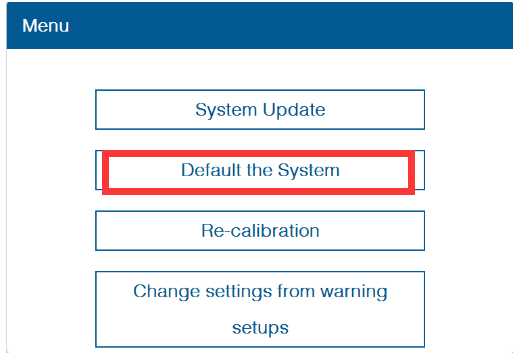 Menu
System Update
Default the System
Re-calibration
Change settings from warning
setups